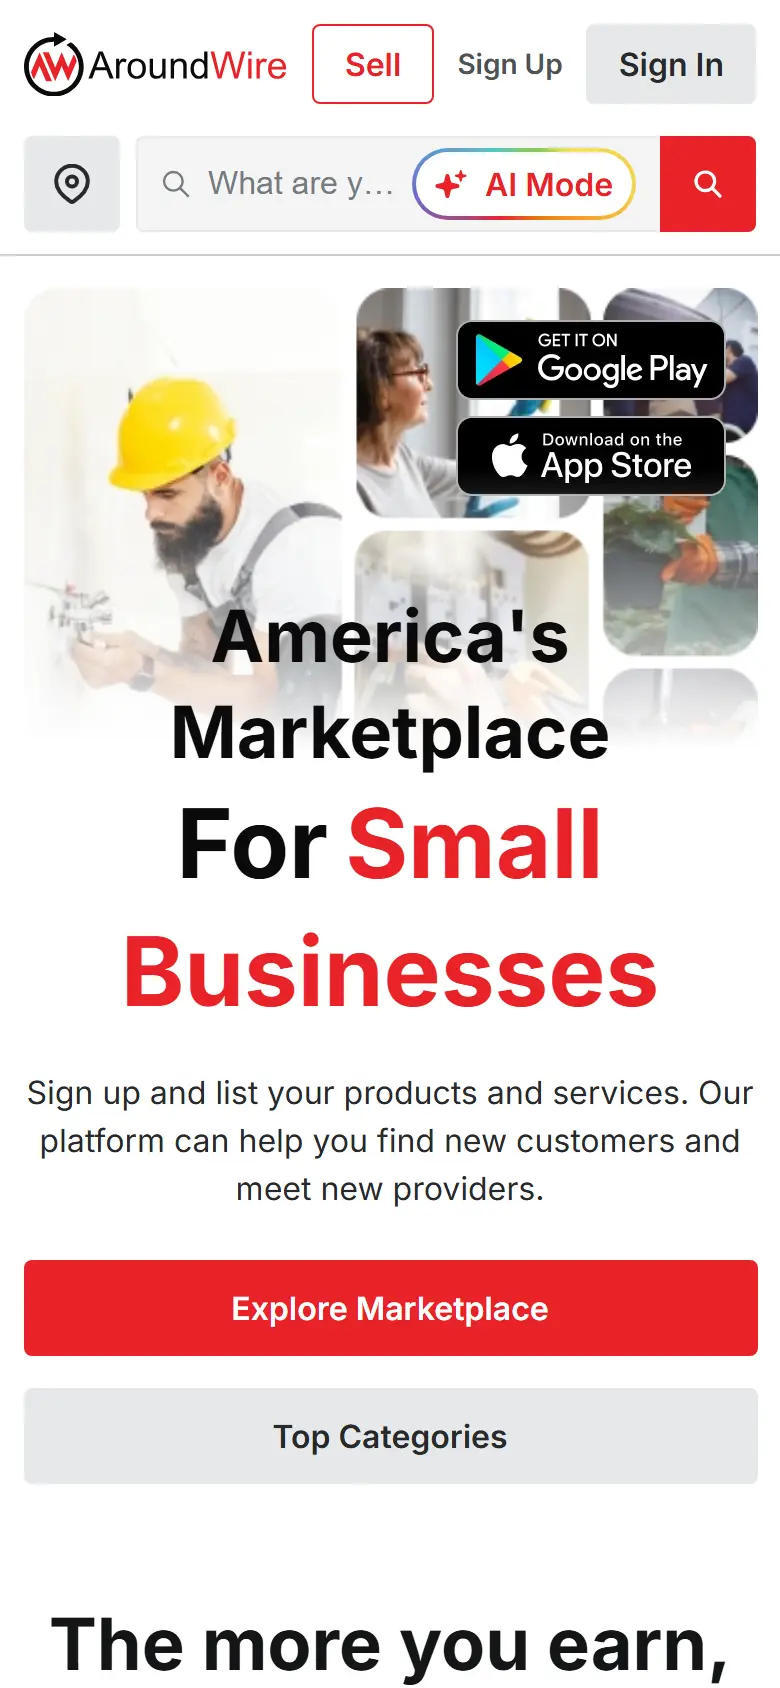 AroundWire
Sell
Sign Up
Sign In
What are y...
AI Mode
GET IT ON
Google Play
Download on the
App Store
America's
Marketplace
For Small
Businesses
Sign up and list your products and services. Our
platform can help you find new customers and
meet new providers.
Explore Marketplace
Top Categories
The more you earn,